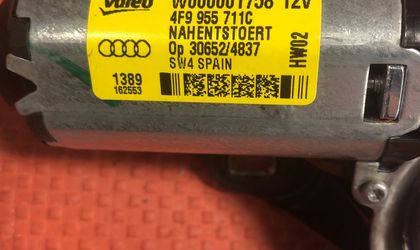 Valeo W000001758 12V
4F9 955 711C
NAHENTSTOERT
Op 30652/4837
SW4 SPAIN
HW02
1389
162553